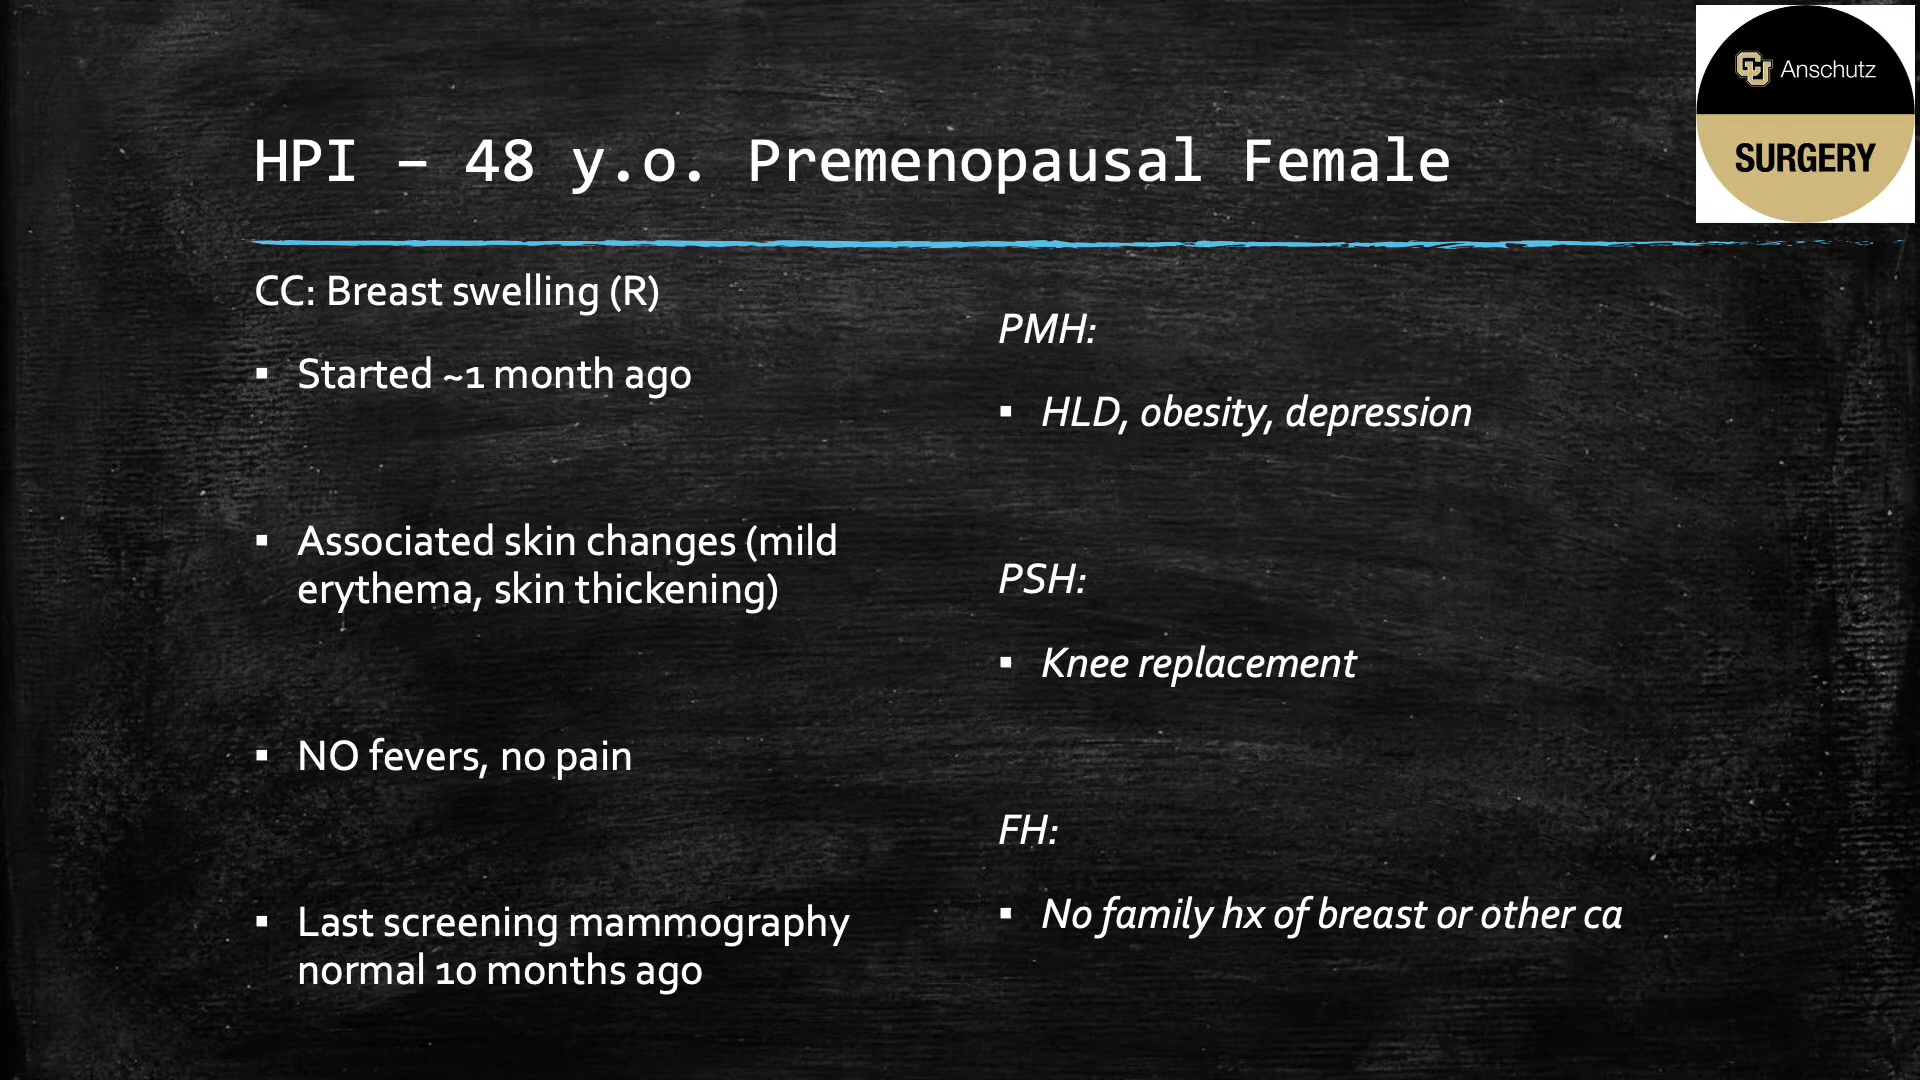 CU Anschutz
SURGERY
HPI – 48 y.o. Premenopausal Female
CC: Breast swelling (R)
▪ Started ~1 month ago
▪ Associated skin changes (mild
erythema, skin thickening)
▪ NO fevers, no pain
▪ Last screening mammography
normal 10 months ago
PMH:
▪ HLD, obesity, depression
PSH:
▪ Knee replacement
FH:
▪ No family hx of breast or other ca